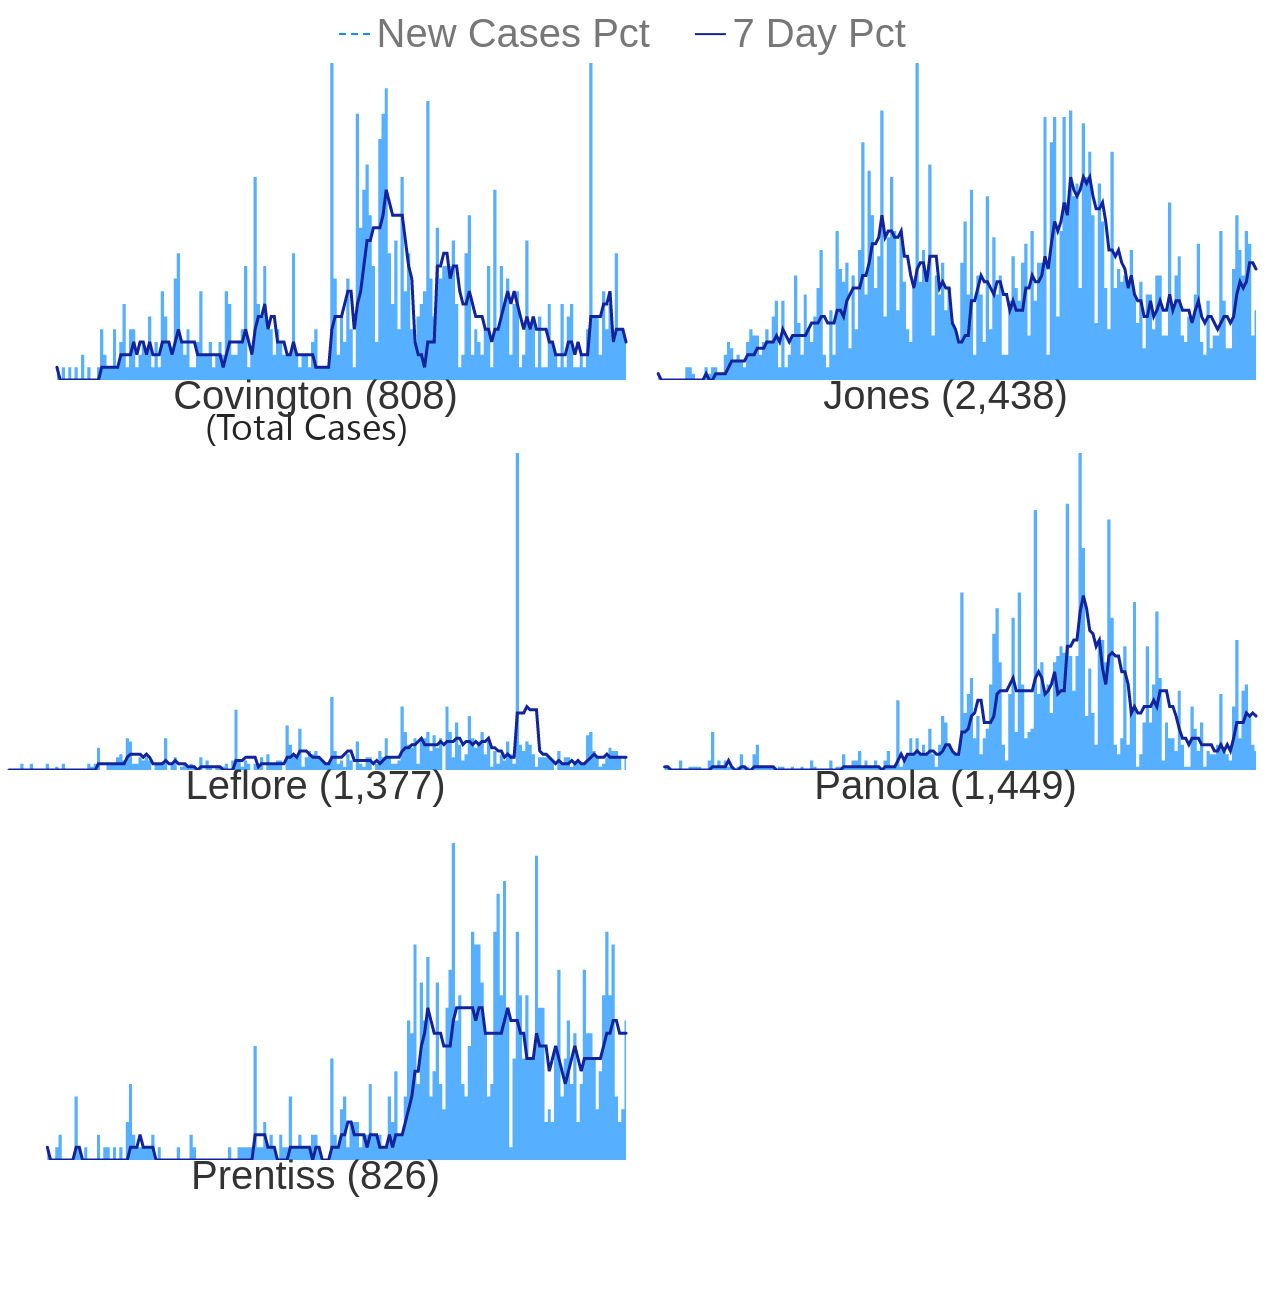 New Cases Pct 7 Day Pct
Covington (808) Jones (2,438)
(Total Cases)
Leflore (1,377) Panola (1,449)
Prentiss (826)